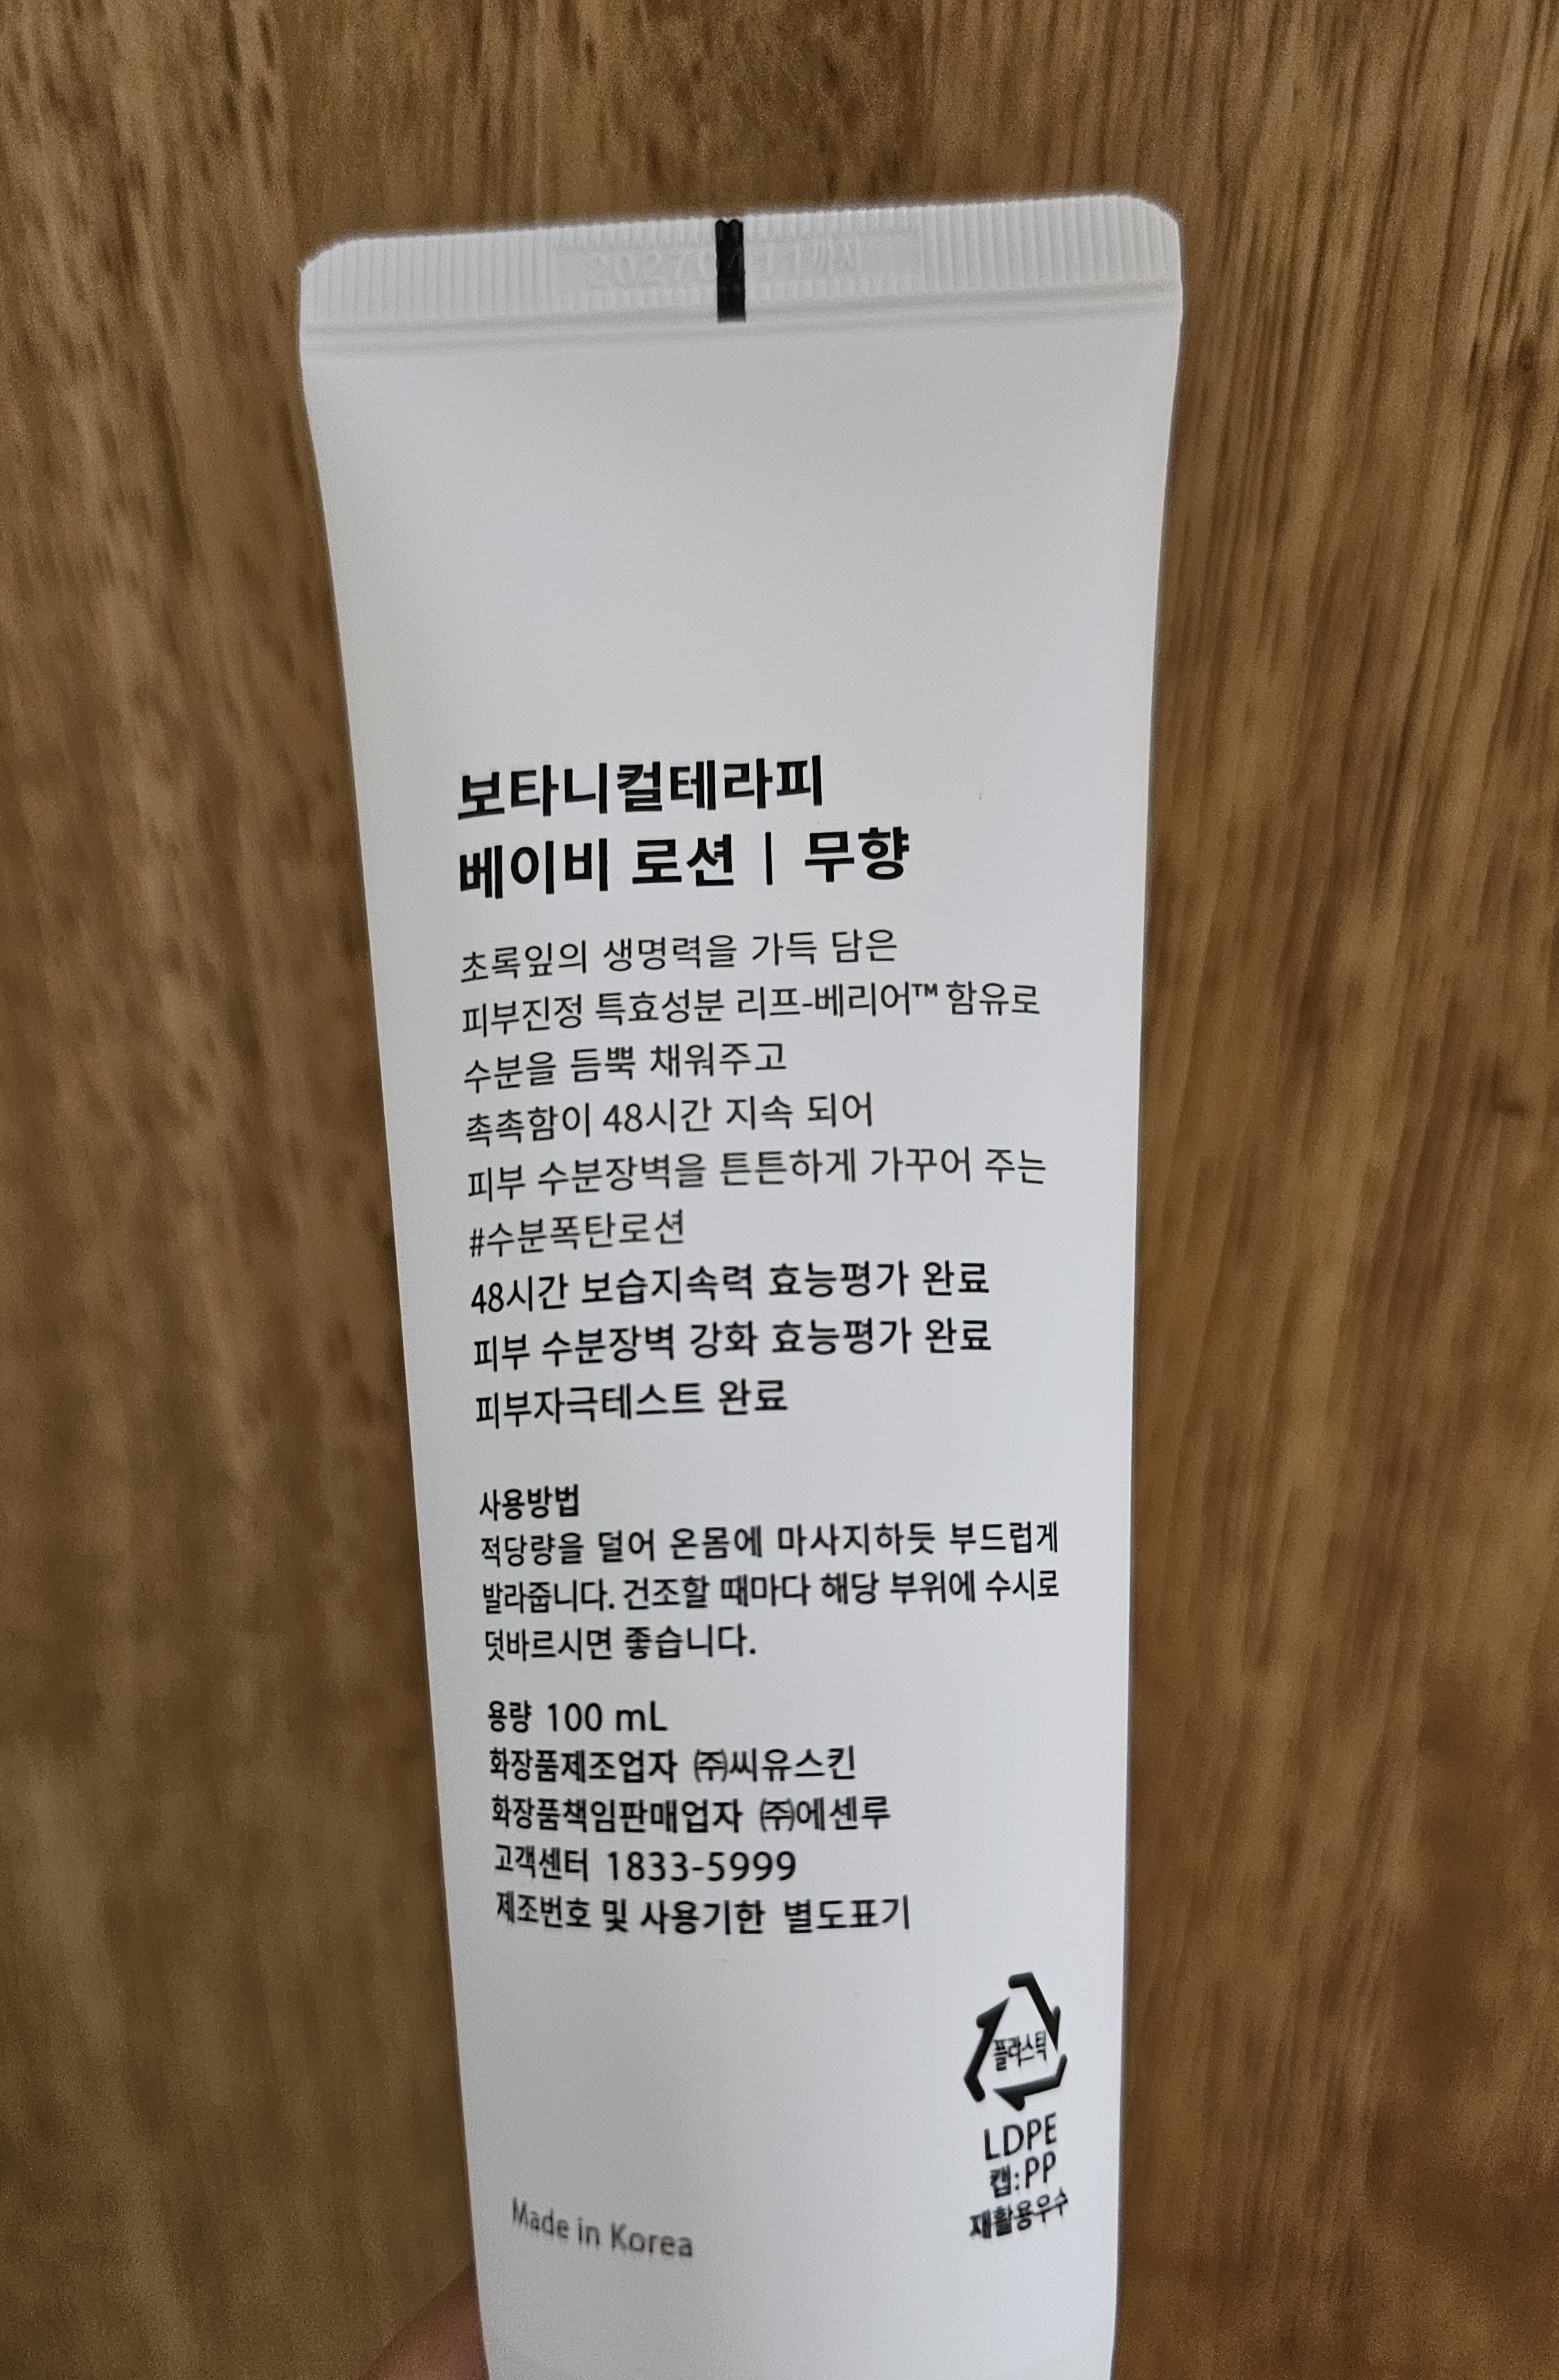 보타니컬테라피
베이비 로션 | 무향
초록잎의 생명력을 가득 담은
피부진정 특효성분 리프-베리어™ 함유로
수분을 듬뿍 채워주고
촉촉함이 48시간 지속 되어
피부 수분장벽을 튼튼하게 가꾸어 주는
#수분폭탄로션
48시간 보습지속력 효능평가 완료
피부 수분장벽 강화 효능평가 완료
피부자극테스트 완료
사용방법
적당량을 덜어 온몸에 마사지하듯 부드럽게
발라줍니다. 건조할 때마다 해당 부위에 수시로
덧바르시면 좋습니다.
용량 100 mL
화장품제조업자 ㈜씨유스킨
화장품책임판매업자 ㈜에센루
고객센터 1833-5999
제조번호 및 사용기한 별도표기
플라스틱
LDPE
캡:PP
재활용우수
Made in Korea